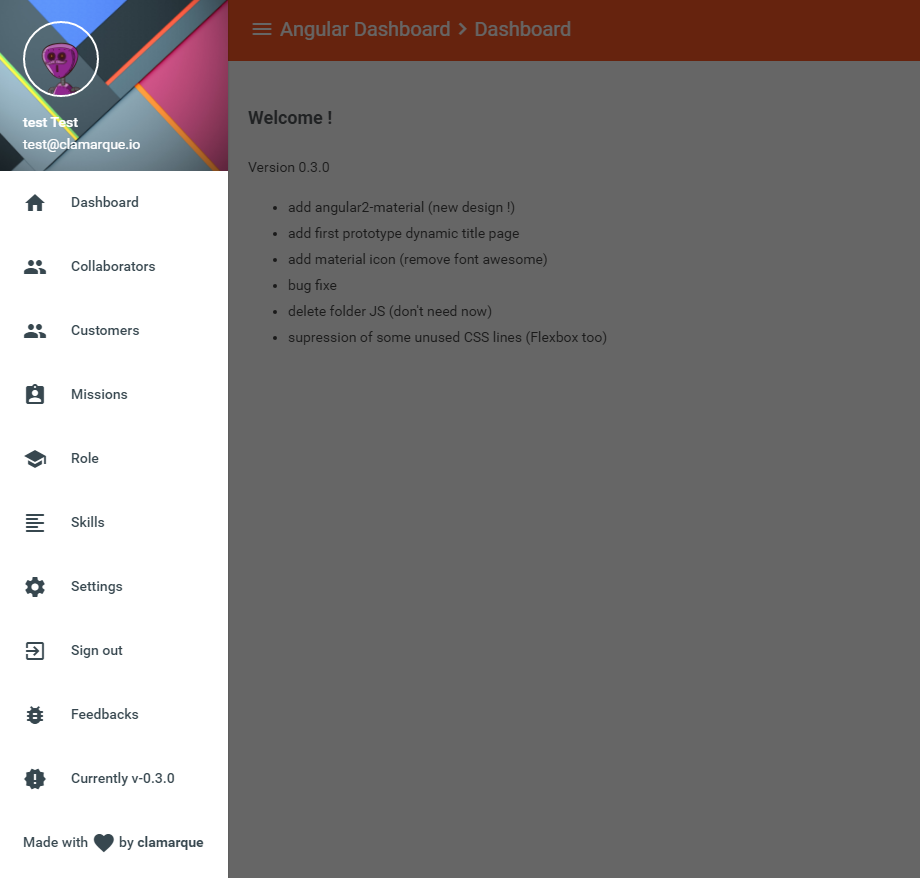 test Test
test@clamarque.io
Dashboard
Collaborators
Customers
Missions
Role
Skills
Settings
Sign out
Feedbacks
Currently v-0.3.0
Made with by clamarque
Angular Dashboard > Dashboard
Welcome !
Version 0.3.0
add angular2-material (new design !)
add first prototype dynamic title page
add material icon (remove font awesome)
bug fixe
delete folder JS (don't need now)
supression of some unused CSS lines (Flexbox too)